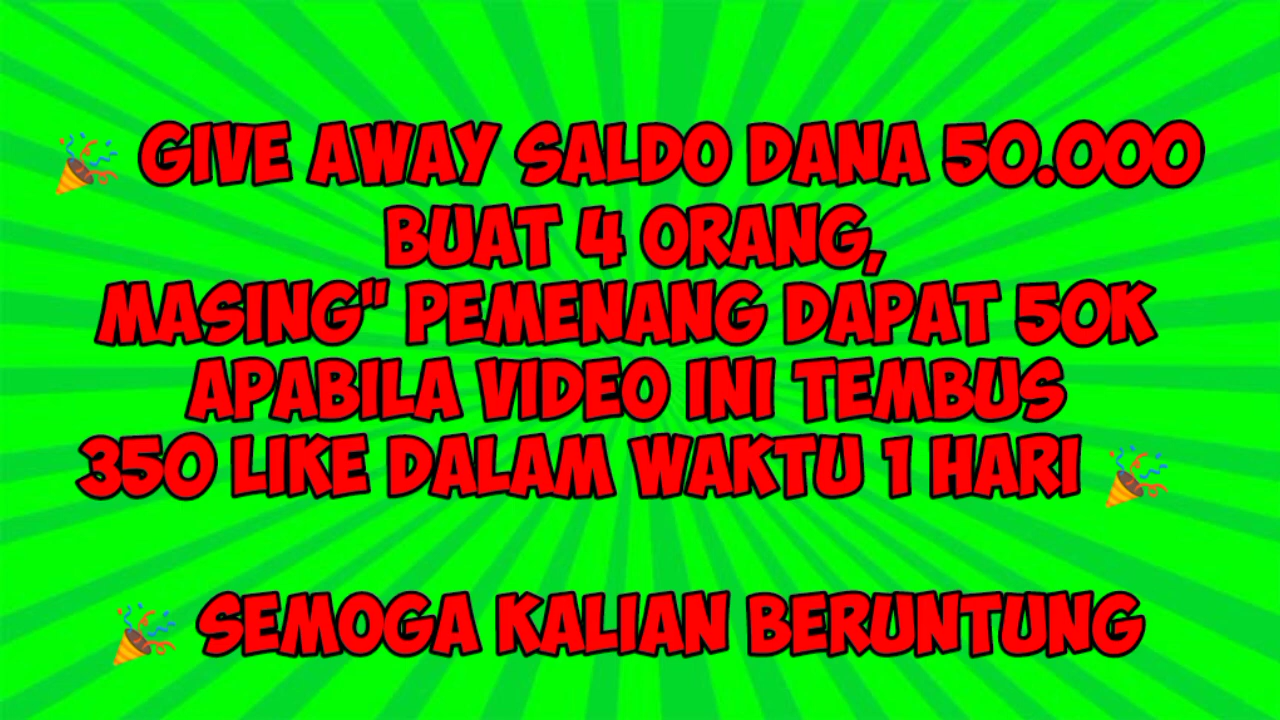 🎉 GIVE AWAY SALDO DANA 50.000
BUAT 4 ORANG,
MASING" PEMENANG DAPAT 50K
APABILA VIDEO INI TEMBUS
350 LIKE DALAM WAKTU 1 HARI 🎉
🎉 SEMOGA KALIAN BERUNTUNG